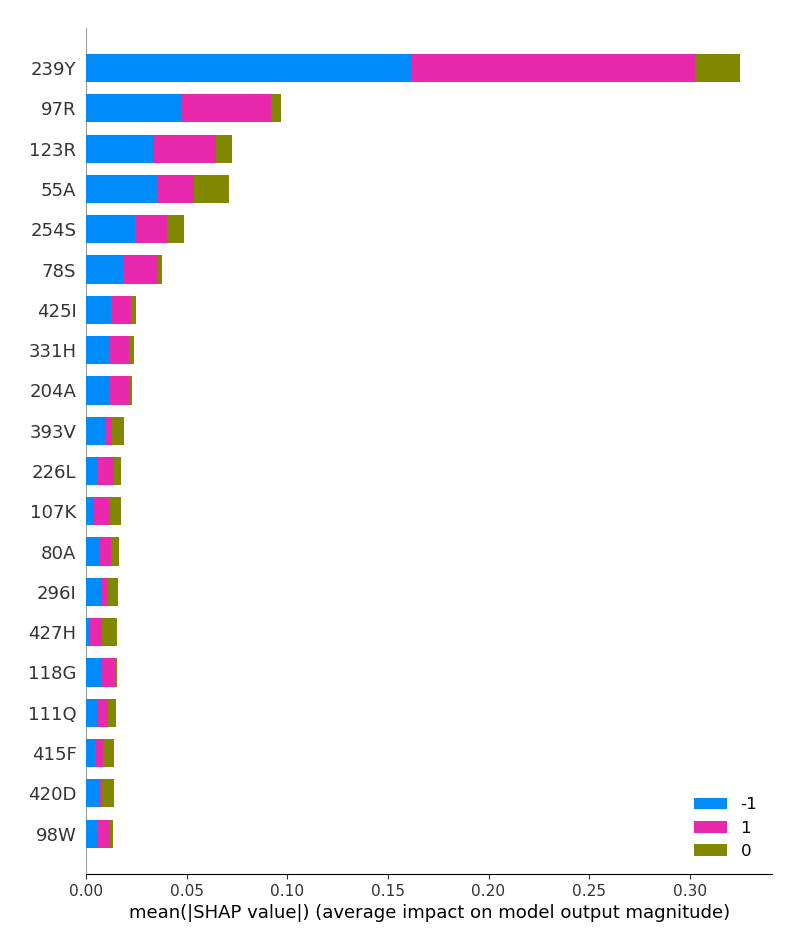 239Y
97R
123R
55A
254S
78S
425I
331H
204A
393V
226L
107K
80A
296I
427H
118G
111Q
415F
420D
98W
-1
1
0
0.00 0.05 0.10 0.15 0.20 0.25 0.30
mean(|SHAP value|) (average impact on model output magnitude)